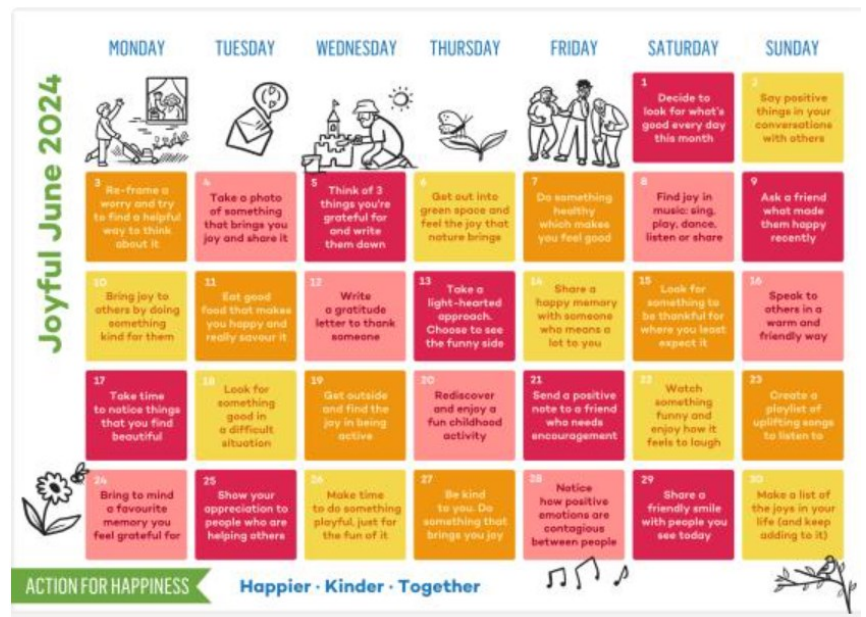 Joyful June 2024
MONDAY TUESDAY WEDNESDAY THURSDAY FRIDAY SATURDAY SUNDAY
1
Decide to
look for what's
good every day
this month
2
Say positive
things in your
conversations
with others
3
Re-frame a
worry and try
to find a helpful
way to think
about it
4
Take a photo
of something
that brings you
joy and share it
5
Think of 3
things you're
grateful for
and write
them down
6
Get out into
green space and
feel the joy that
nature brings
7
Do something
healthy
which makes
you feel good
8
Find joy in
music: sing,
play, dance,
listen or share
9
Ask a friend
what made
them happy
recently
10
Bring joy to
others by doing
something
kind for them
11
Eat good
food that makes
you happy and
really savour it
12
Write
a gratitude
letter to thank
someone
13
Take a
light-hearted
approach.
Choose to see
the funny side
14
Share a
happy memory
with someone
who means a
lot to you
15
Look for
something to
be thankful for
where you least
expect it
16
Speak to
others in a
warm and
friendly way
17
Take time
to notice things
that you find
beautiful
18
Look for
something
good in
a difficult
situation
19
Get outside
and find the
joy in being
active
20
Rediscover
and enjoy a
fun childhood
activity
21
Send a positive
note to a friend
who needs
encouragement
22
Watch
something
funny and
enjoy how it
feels to laugh
23
Create a
playlist of
uplifting songs
to listen to
24
Bring to mind
a favourite
memory you
feel grateful for
25
Show your
appreciation to
people who are
helping others
26
Make time
to do something
playful, just for
the fun of it
27
Be kind
to you. Do
something that
brings you joy
28
Notice
how positive
emotions are
contagious
between people
29
Share a
friendly smile
with people you
see today
30
Make a list of
the joys in your
life (and keep
adding to it)
ACTION FOR HAPPINESS
Happier · Kinder · Together